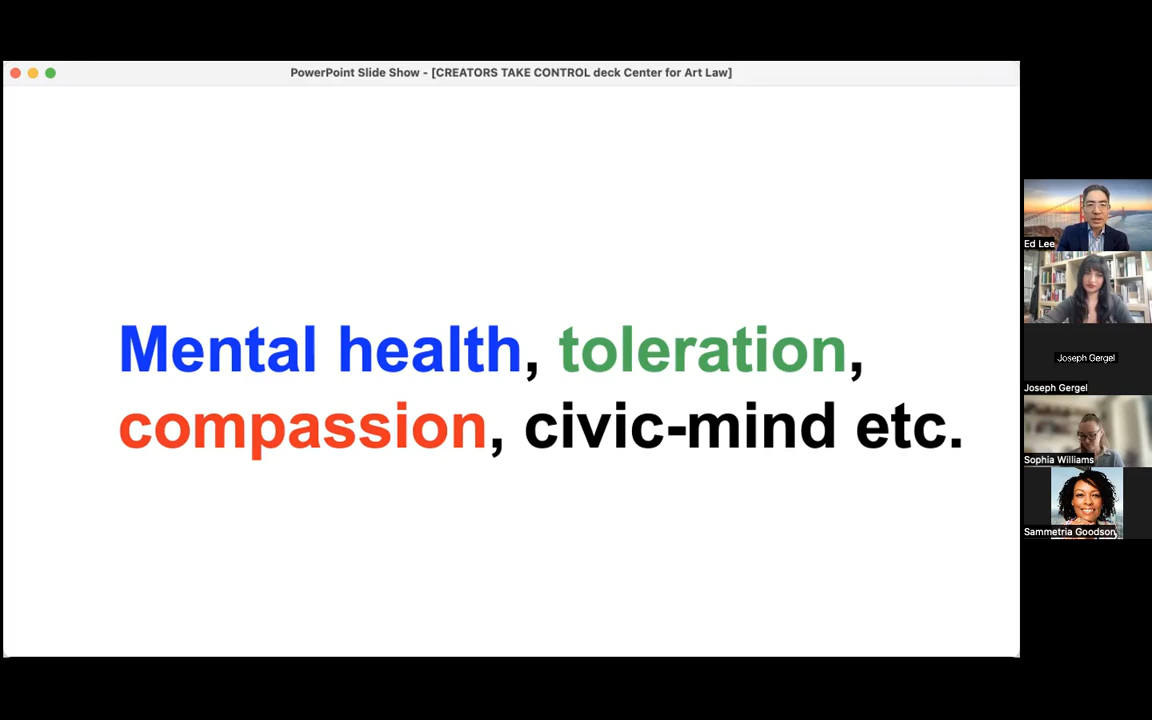 PowerPoint Slide Show - [CREATORS TAKE CONTROL deck Center for Art Law]
Mental health, toleration,
compassion, civic-mind etc.
Ed Lee
Joseph Gergel
Joseph Gergel
Sophia Williams
Sammetria Goodson